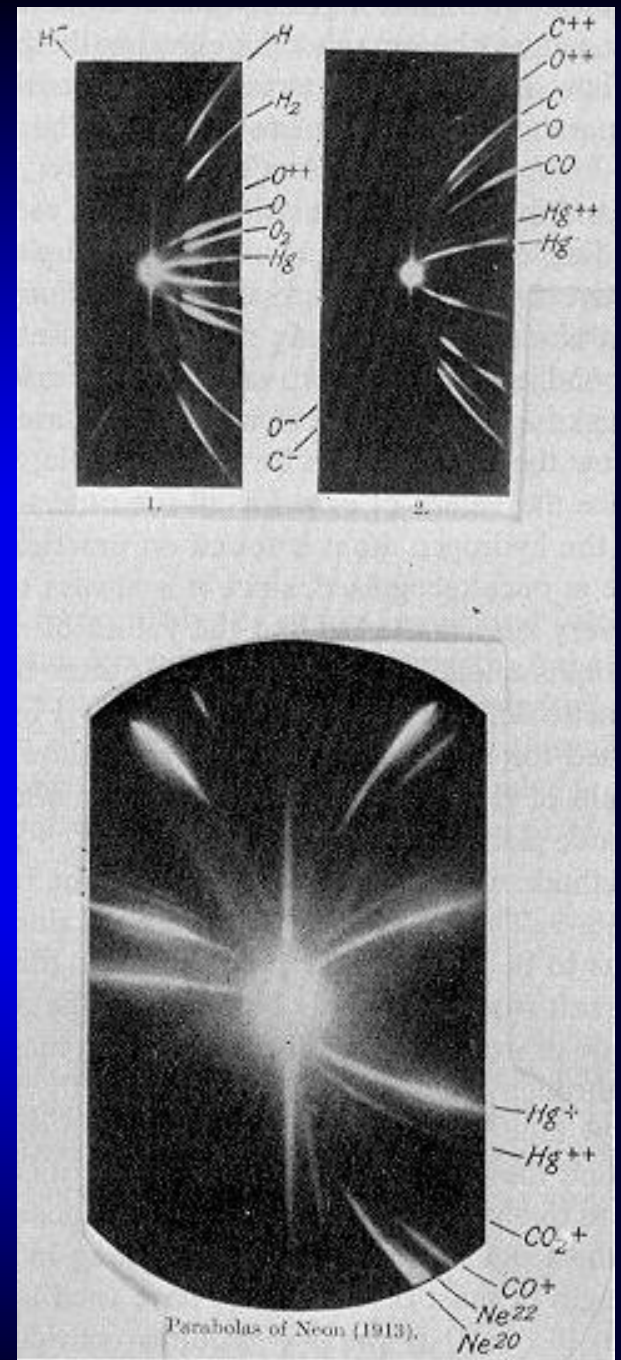 H-
H
H2
O++
O
O2
Hg
1.
C++
O++
C
O
CO
Hg++
Hg
O-
C-
2.
Hg+
Hg++
CO2+
CO+
Ne22
Ne20
Parabolas of Neon (1913).